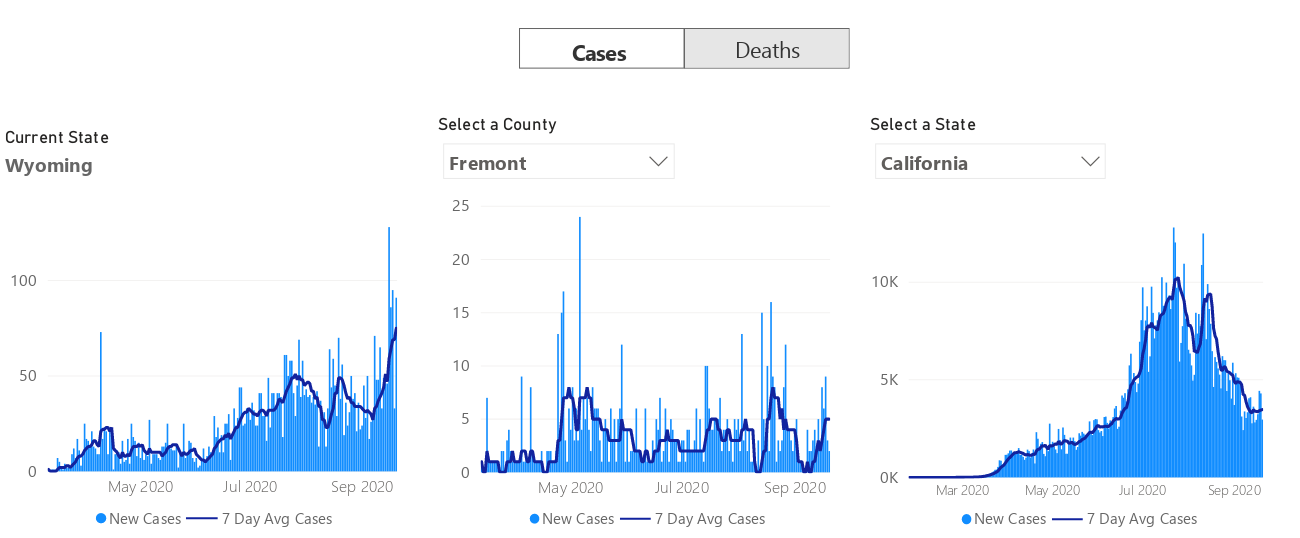 Cases
Deaths
Current State
Wyoming
100
50
0
May 2020
Jul 2020
Sep 2020
New Cases
7 Day Avg Cases
Select a County
Fremont
25
20
15
10
5
0
May 2020
Jul 2020
Sep 2020
New Cases
7 Day Avg Cases
Select a State
California
10K
5K
0K
Mar 2020
May 2020
Jul 2020
Sep 2020
New Cases
7 Day Avg Cases